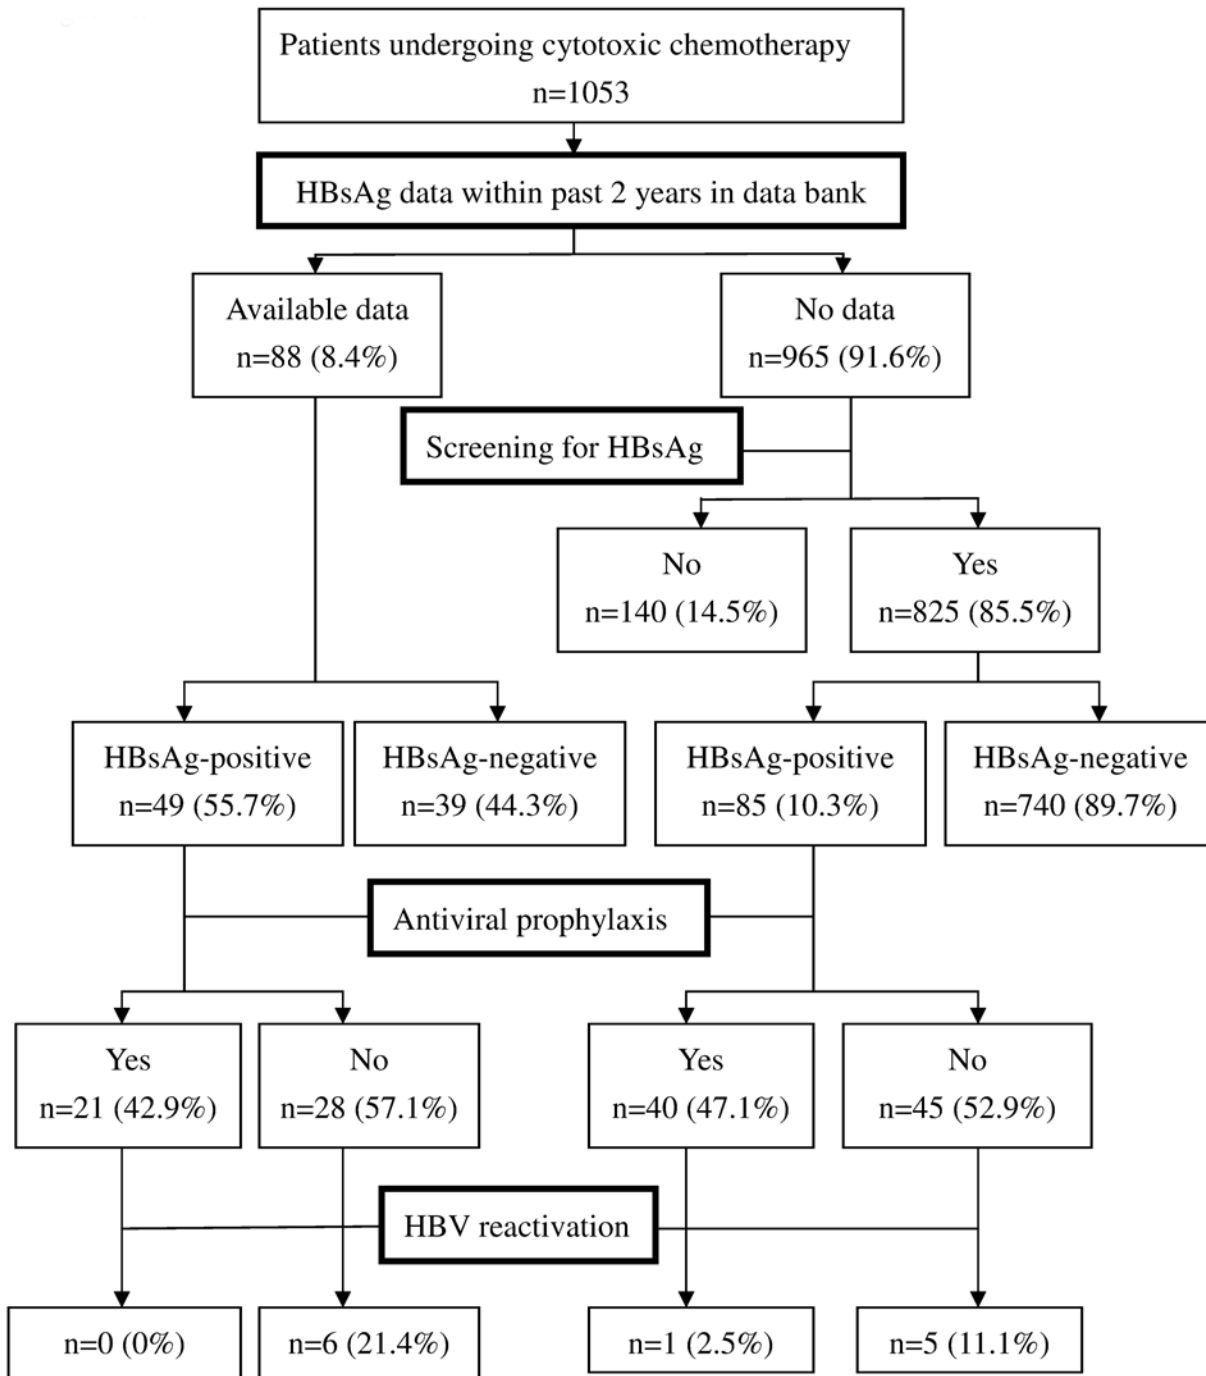 Patients undergoing cytotoxic chemotherapy
n=1053
HBsAg data within past 2 years in data bank
Available data
n=88 (8.4%)
No data
n=965 (91.6%)
Screening for HBsAg
No
n=140 (14.5%)
Yes
n=825 (85.5%)
HBsAg-positive
n=49 (55.7%)
HBsAg-negative
n=39 (44.3%)
HBsAg-positive
n=85 (10.3%)
HBsAg-negative
n=740 (89.7%)
Antiviral prophylaxis
Yes
n=21 (42.9%)
No
n=28 (57.1%)
Yes
n=40 (47.1%)
No
n=45 (52.9%)
HBV reactivation
n=0 (0%)
n=6 (21.4%)
n=1 (2.5%)
n=5 (11.1%)